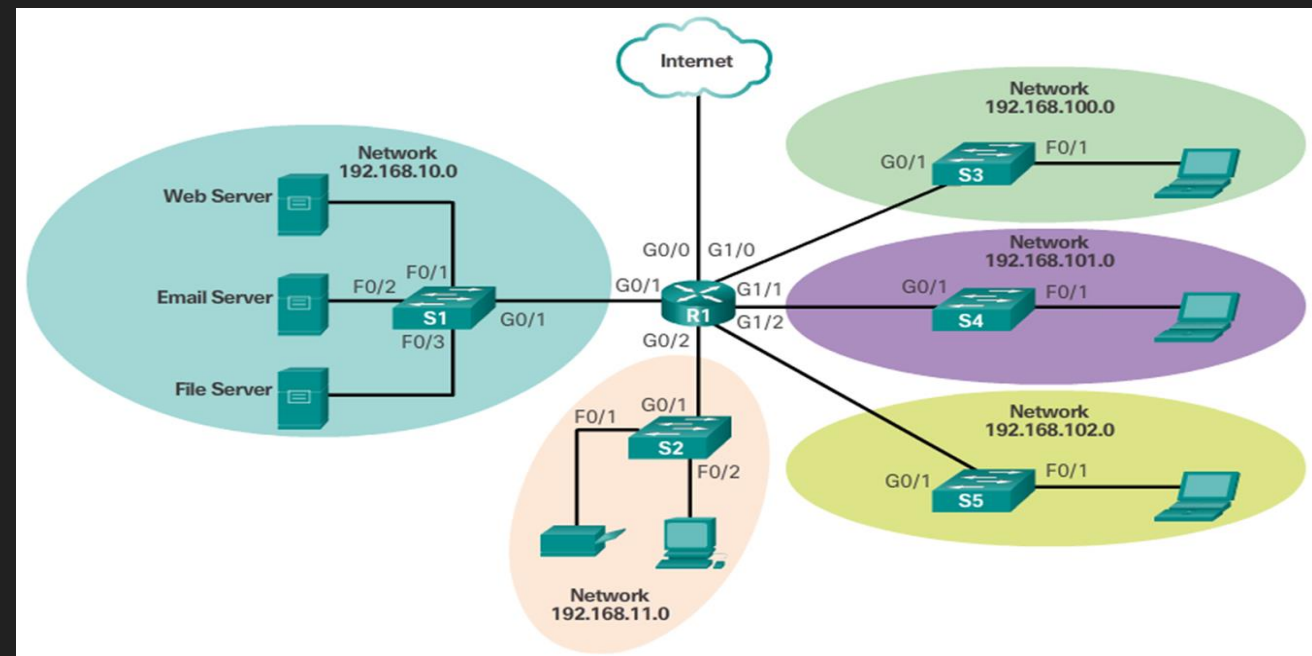 Internet
Network
192.168.10.0
Web Server
Email Server
File Server
F0/1
F0/2
F0/3
S1
G0/1
G0/0
G1/0
G0/1
G1/1
R1
G1/2
G0/2
Network
192.168.100.0
G0/1
F0/1
S3
Network
192.168.101.0
G0/1
F0/1
S4
Network
192.168.102.0
G0/1
F0/1
S5
F0/1
G0/1
S2
F0/2
Network
192.168.11.0